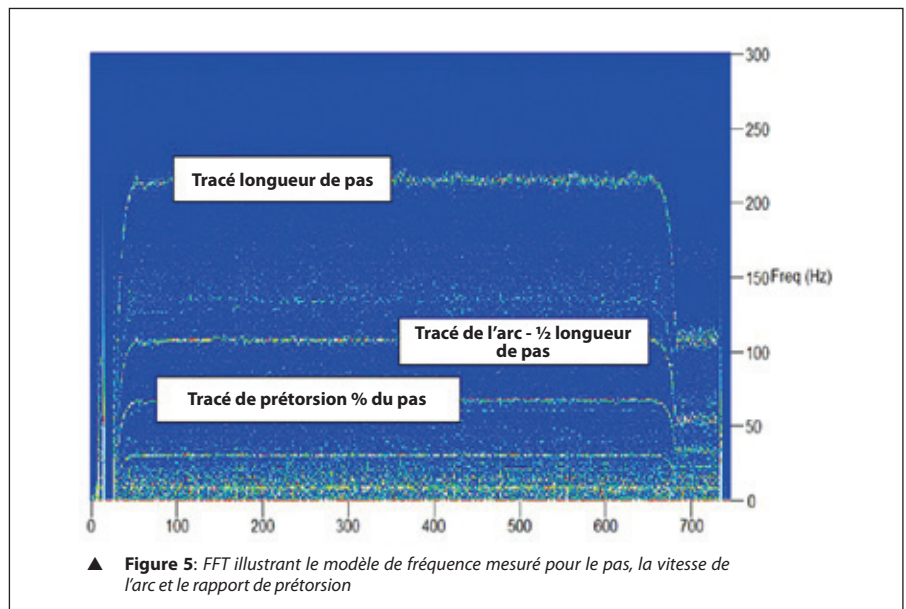 300
250
Tracé longueur de pas
200
150 Freq (Hz)
Tracé de l’arc - ½ longueur
de pas
100
Tracé de prétorsion % du pas
50
0
0 100 200 300 400 500 600 700
▲ Figure 5: FFT illustrant le modèle de fréquence mesuré pour le pas, la vitesse de
l’arc et le rapport de prétorsion